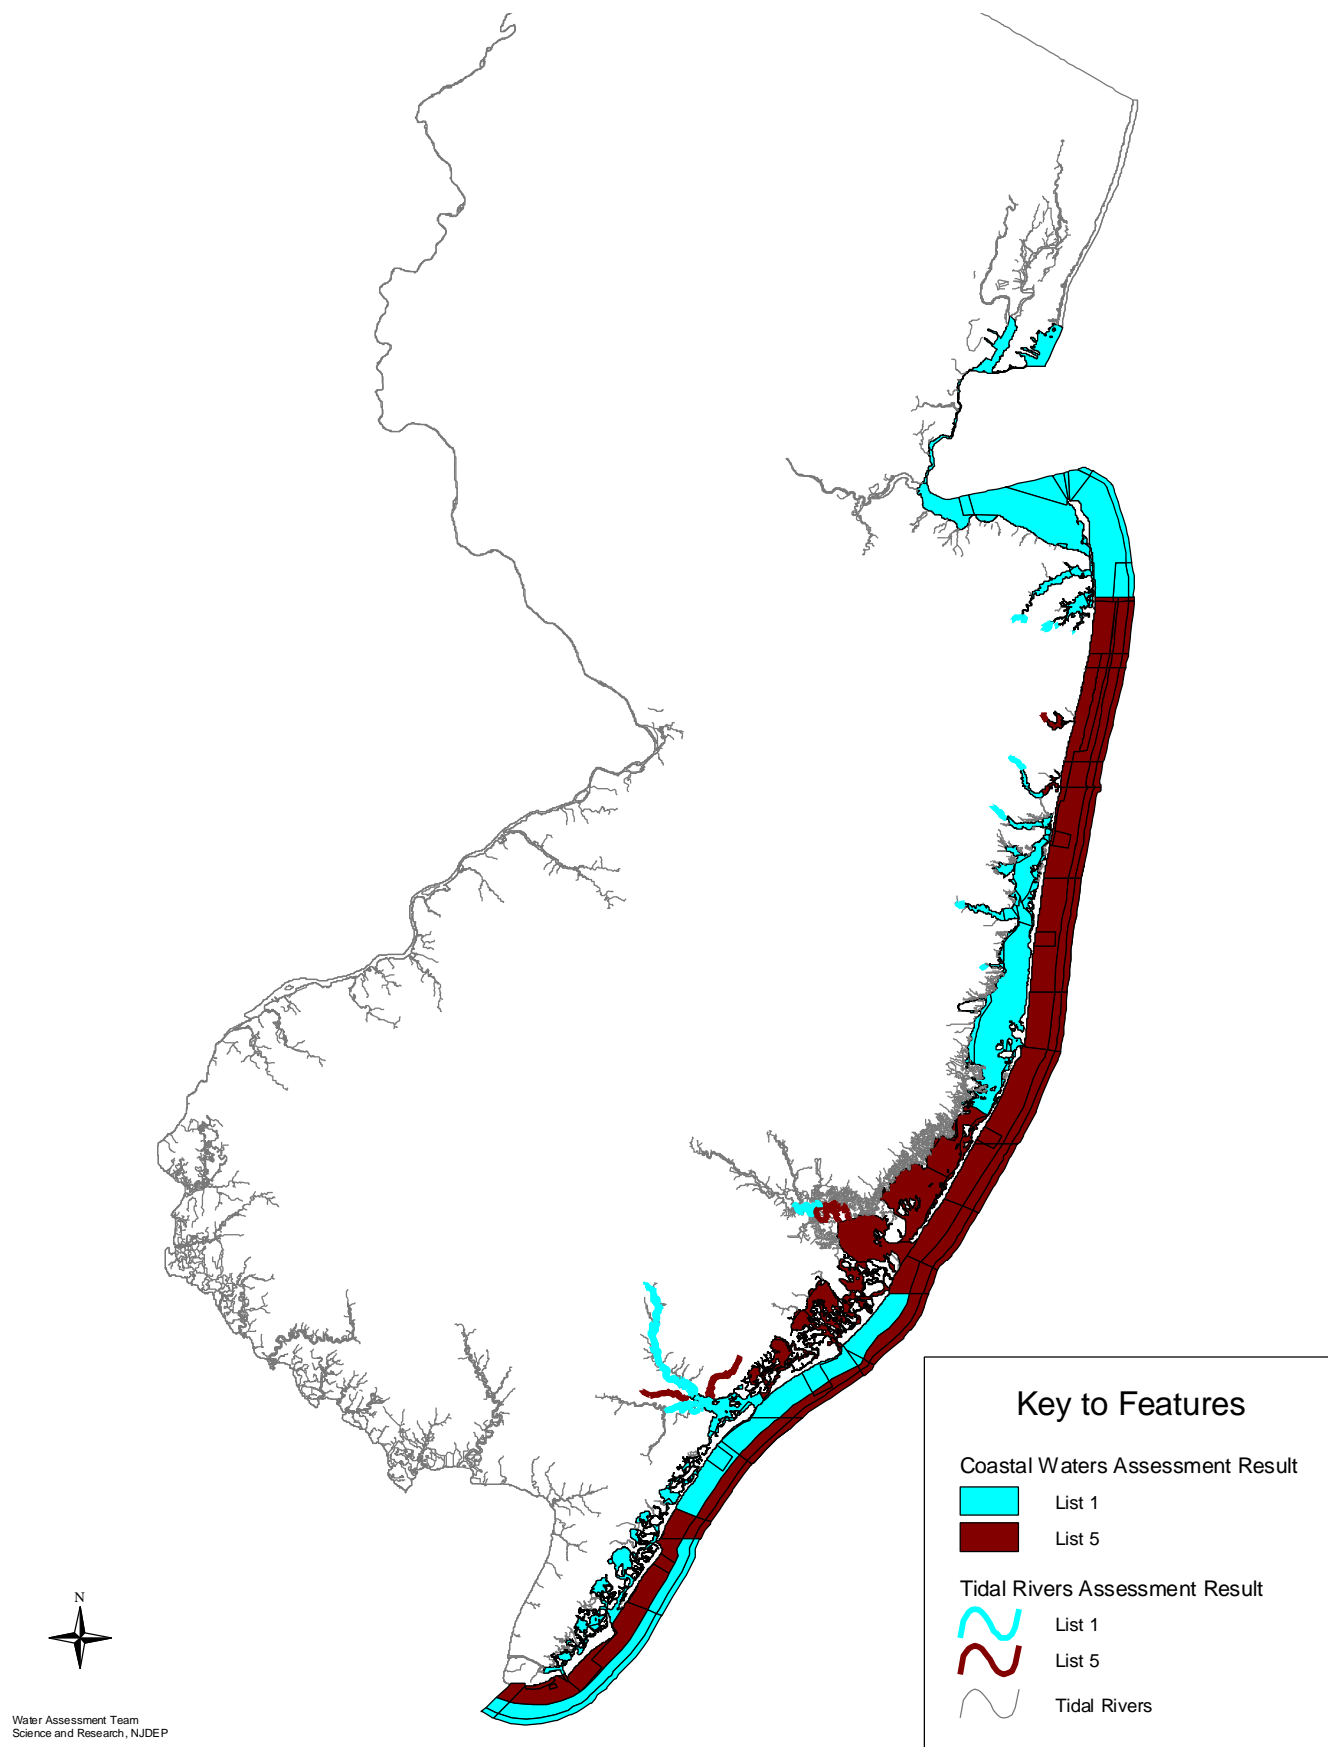 Key to Features
Coastal Waters Assessment Result
List 1
List 5
Tidal Rivers Assessment Result
List 1
List 5
Tidal Rivers
N
Water Assessment Team
Science and Research, NJDEP